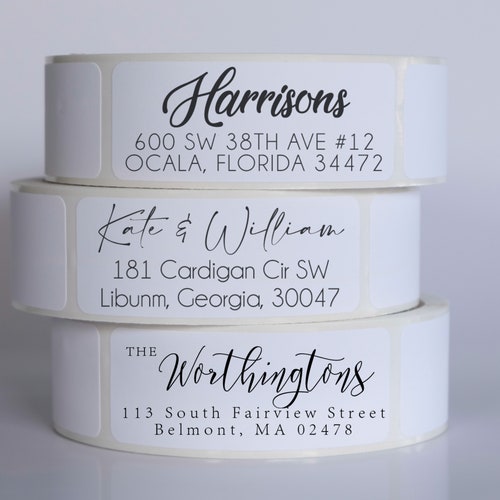 Harrisons
600 SW 38TH AVE #12
OCALA, FLORIDA 34472
Kate & William
181 Cardigan Cir SW
Libunm, Georgia, 30047
THE Worthingtons
113 South Fairview Street
Belmont, MA 02478